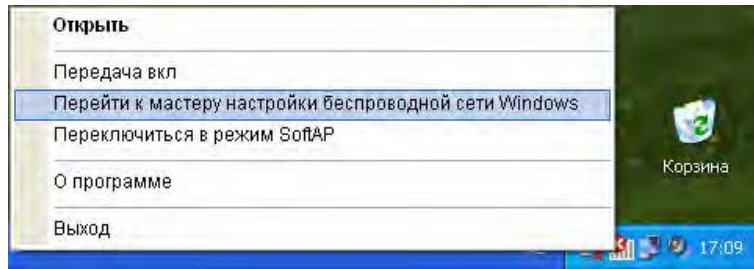 Открыть
Передача вкл
Перейти к мастеру настройки беспроводной сети Windows
Переключиться в режим SoftAP
О программе
Выход
Корзина
17:09